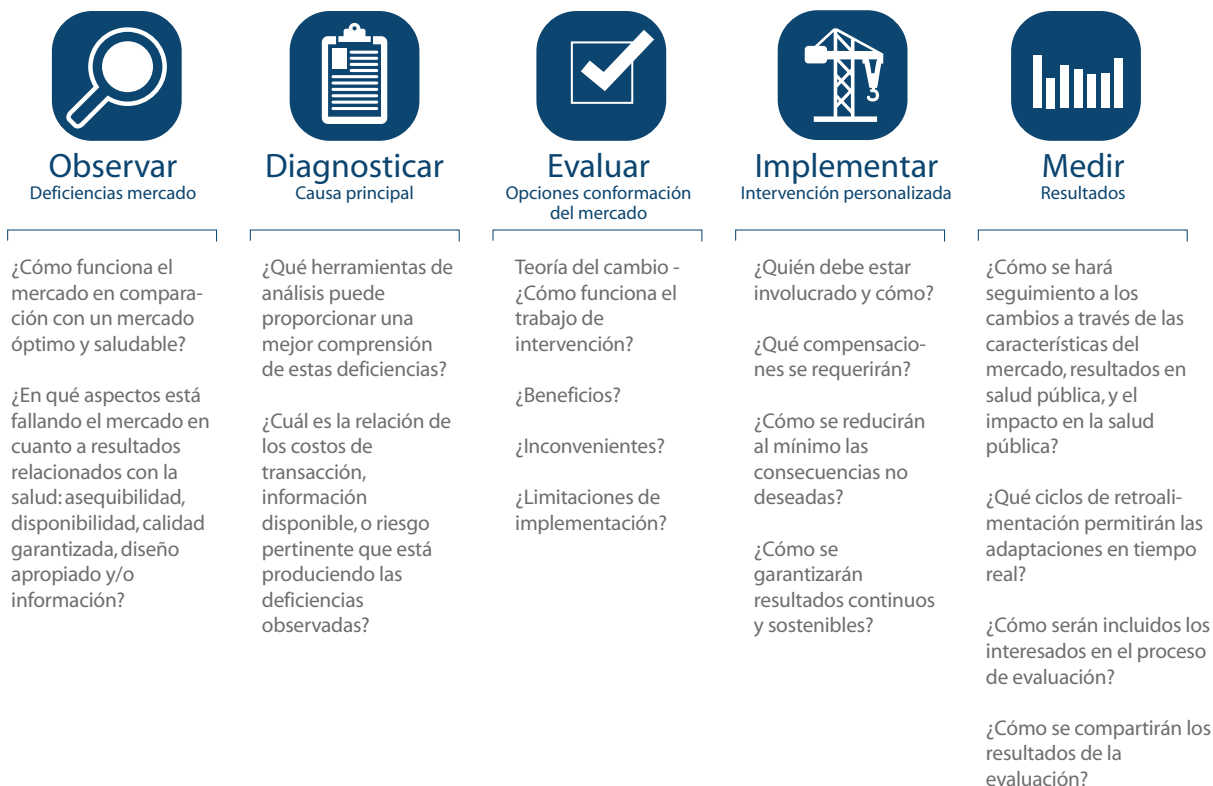 Observar
Deficiencias mercado
¿Cómo funciona el
mercado en compara-
ción con un mercado
óptimo y saludable?
¿En qué aspectos está
fallando el mercado en
cuanto a resultados
relacionados con la
salud: asequibilidad,
disponibilidad, calidad
garantizada, diseño
apropiado y/o
información?
Diagnosticar
Causa principal
¿Qué herramientas de
análisis puede
proporcionar una
mejor comprensión
de estas deficiencias?
¿Cuál es la relación de
los costos de
transacción,
información
disponible, o riesgo
pertinente que está
produciendo las
deficiencias
observadas?
Evaluar
Opciones conformación
del mercado
Teoría del cambio -
¿Cómo funciona el
trabajo de
intervención?
¿Beneficios?
¿Inconvenientes?
¿Limitaciones de
implementación?
Implementar
Intervención personalizada
¿Quién debe estar
involucrado y cómo?
¿Qué compensacio-
nes se requerirán?
¿Cómo se reducirán
al mínimo las
consecuencias no
deseadas?
¿Cómo se
garantizarán
resultados continuos
y sostenibles?
Medir
Resultados
¿Cómo se hará
seguimiento a los
cambios a través de las
características del
mercado, resultados en
salud pública, y el
impacto en la salud
pública?
¿Qué ciclos de retroali-
mentación permitirán las
adaptaciones en tiempo
real?
¿Cómo serán incluidos los
interesados en el proceso
de evaluación?
¿Cómo se compartirán los
resultados de la
evaluación?